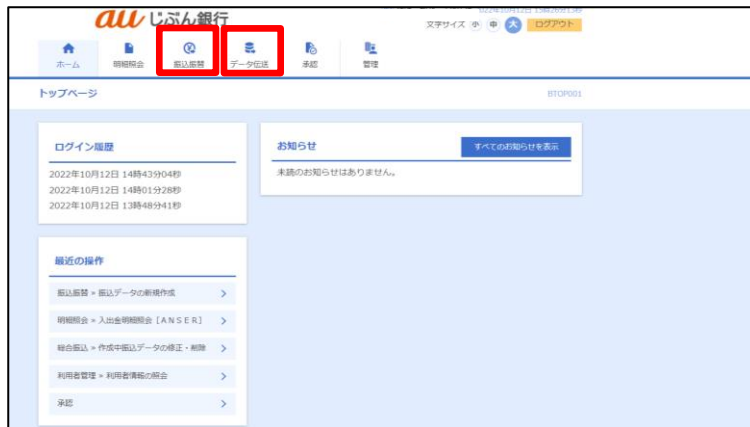 au じぶん銀行
文字サイズ 小 中 大 ログアウト
ホーム 明細照会 振込振替 データ伝送 承認 管理
トップページ BTOP001
ログイン履歴
2022年10月12日 14時43分04秒
2022年10月12日 14時01分28秒
2022年10月12日 13時48分41秒
お知らせ すべてのお知らせを表示
未読のお知らせはありません。
最近の操作
振込振替 » 振込データの新規作成
明細照会 » 入出金明細照会［ＡＮＳＥＲ］
総合振込 » 作成中振込データの修正・削除
利用者管理 » 利用者情報の照会
承認